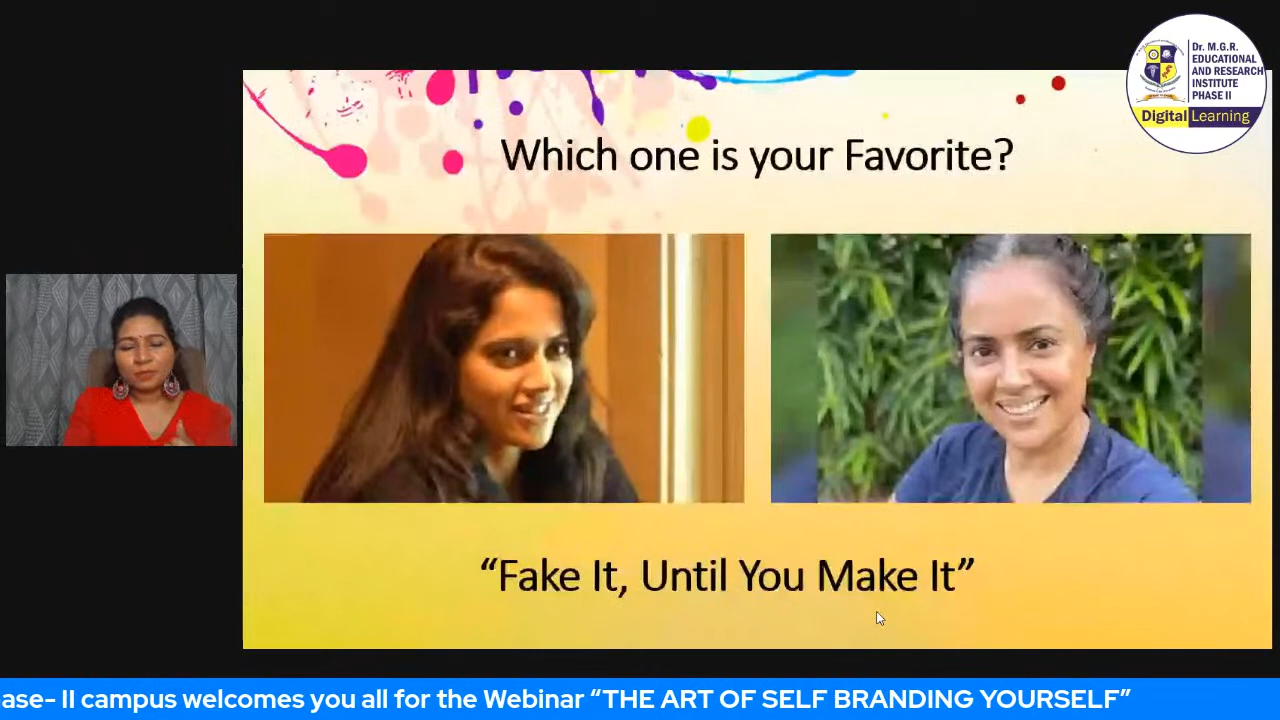 Dr. M.G.R.
EDUCATIONAL
AND RESEARCH
INSTITUTE
PHASE II
Digital Learning
Which one is your Favorite?
“Fake It, Until You Make It”
ase- II campus welcomes you all for the Webinar “THE ART OF SELF BRANDING YOURSELF”